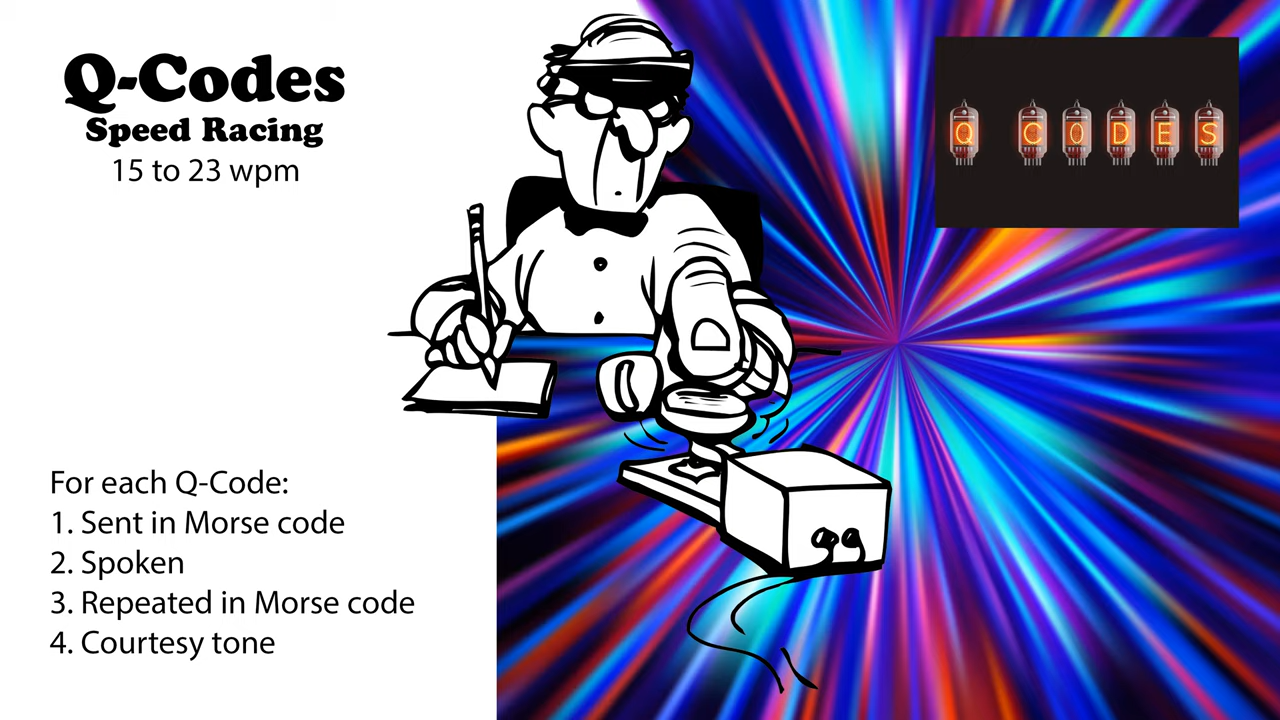 Q-Codes
Speed Racing
15 to 23 wpm
Q CODES
For each Q-Code:
1. Sent in Morse code
2. Spoken
3. Repeated in Morse code
4. Courtesy tone